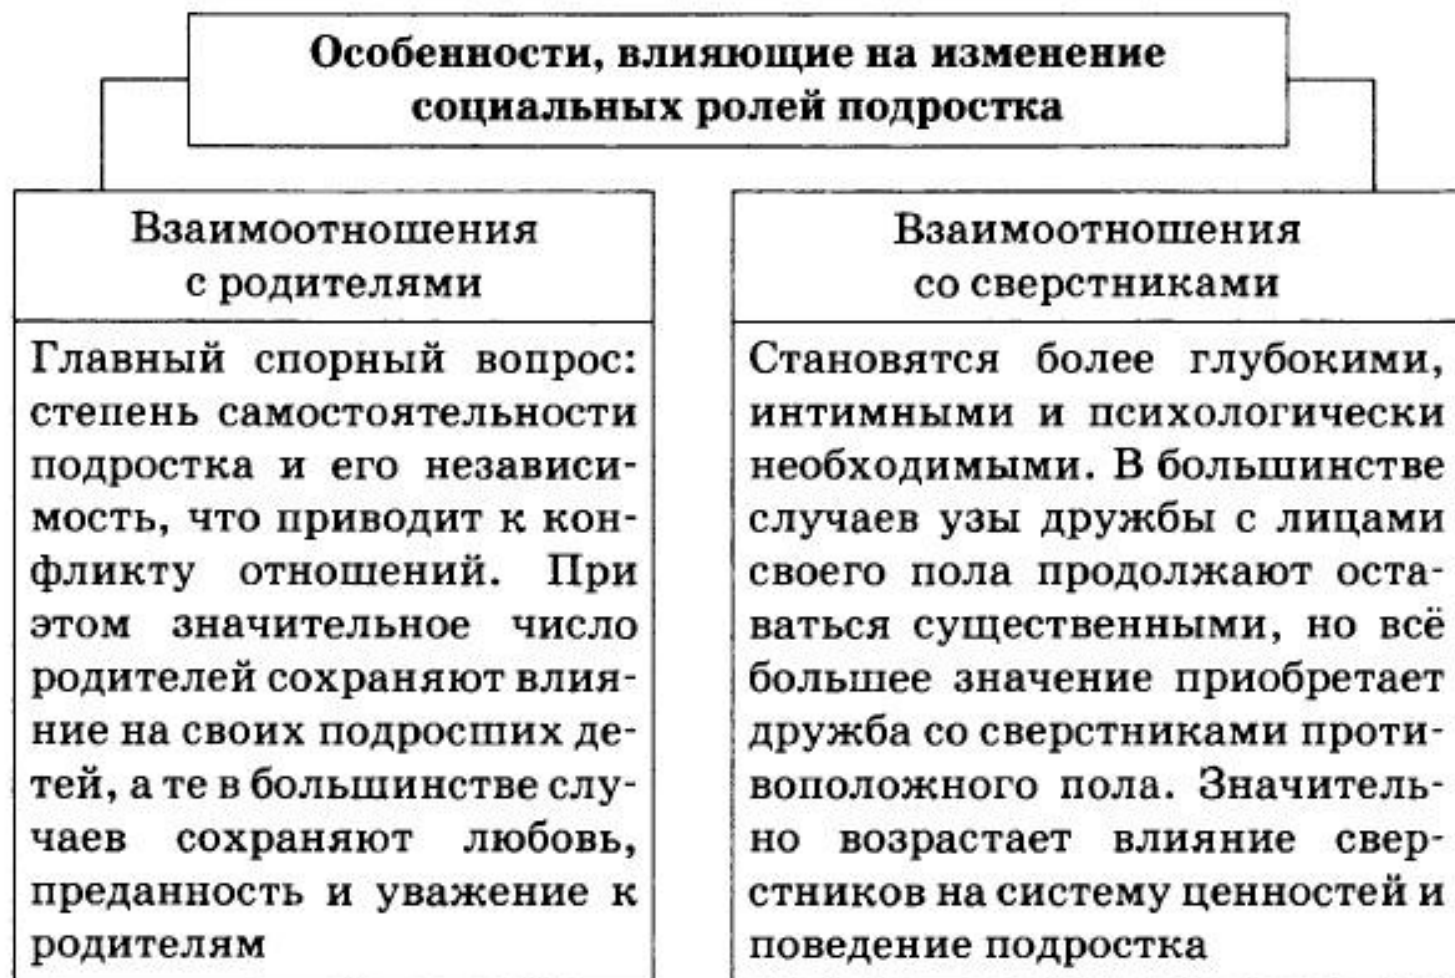 Особенности, влияющие на изменение
социальных ролей подростка
Взаимоотношения
с родителями
Главный спорный вопрос:
степень самостоятельности
подростка и его независи-
мость, что приводит к кон-
фликту отношений. При
этом значительное число
родителей сохраняют влия-
ние на своих подросших де-
тей, а те в большинстве слу-
чаев сохраняют любовь,
преданность и уважение к
родителям
Взаимоотношения
со сверстниками
Становятся более глубокими,
интимными и психологически
необходимыми. В большинстве
случаев узы дружбы с лицами
своего пола продолжают оста-
ваться существенными, но всё
большее значение приобретает
дружба со сверстниками проти-
воположного пола. Значитель-
но возрастает влияние свер-
стников на систему ценностей и
поведение подростка